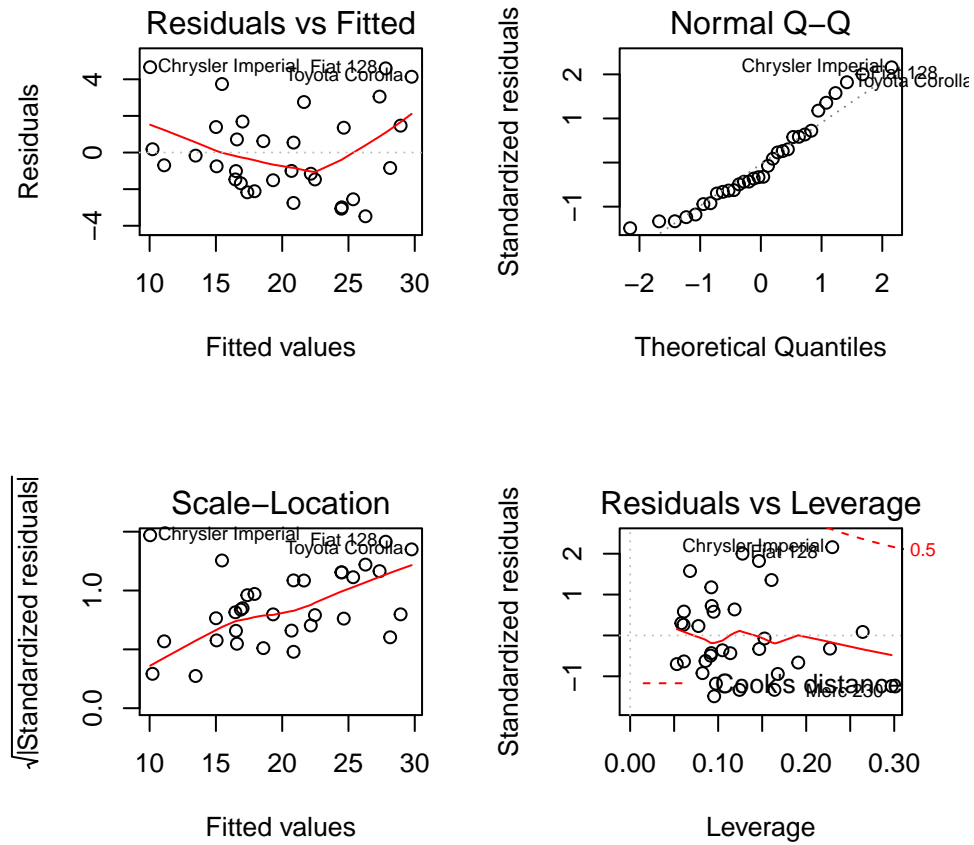 Residuals vs Fitted
Residuals
4
0
−4
Chrysler Imperial
Fiat 128
Toyota Corolla
10 15 20 25 30
Fitted values
Normal Q−Q
Standardized residuals
2
1
−1
Chrysler Imperial
Fiat 128
Toyota Corolla
−2 −1 0 1 2
Theoretical Quantiles
Scale−Location
√|Standardized residuals|
1.0
0.0
Chrysler Imperial
Fiat 128
Toyota Corolla
10 15 20 25 30
Fitted values
Residuals vs Leverage
Standardized residuals
2
1
−1
Chrysler Imperial
Fiat 128
0.5
Cook's distance
Merc 230
0.00 0.10 0.20 0.30
Leverage